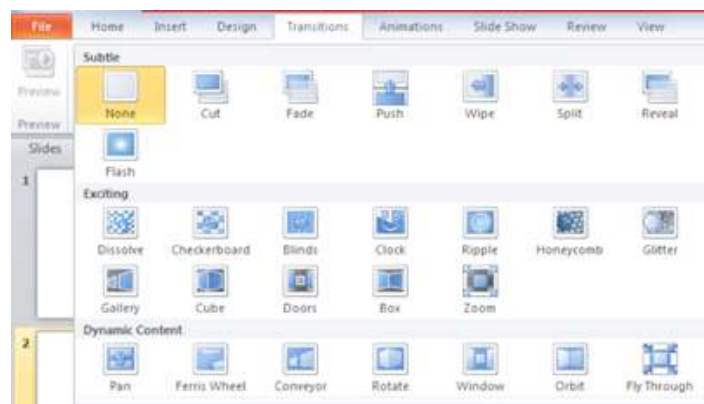 File Home Insert Design Transitions Animations Slide Show Review View
Subtle
Preview
None Cut Fade Push Wipe Split Reveal
Preview
Slides
Flash
1
Exciting
Dissolve Checkerboard Blinds Clock Ripple Honeycomb Glitter
Gallery Cube Doors Box Zoom
Dynamic Content
2
Pan Ferris Wheel Conveyor Rotate Window Orbit Fly Through